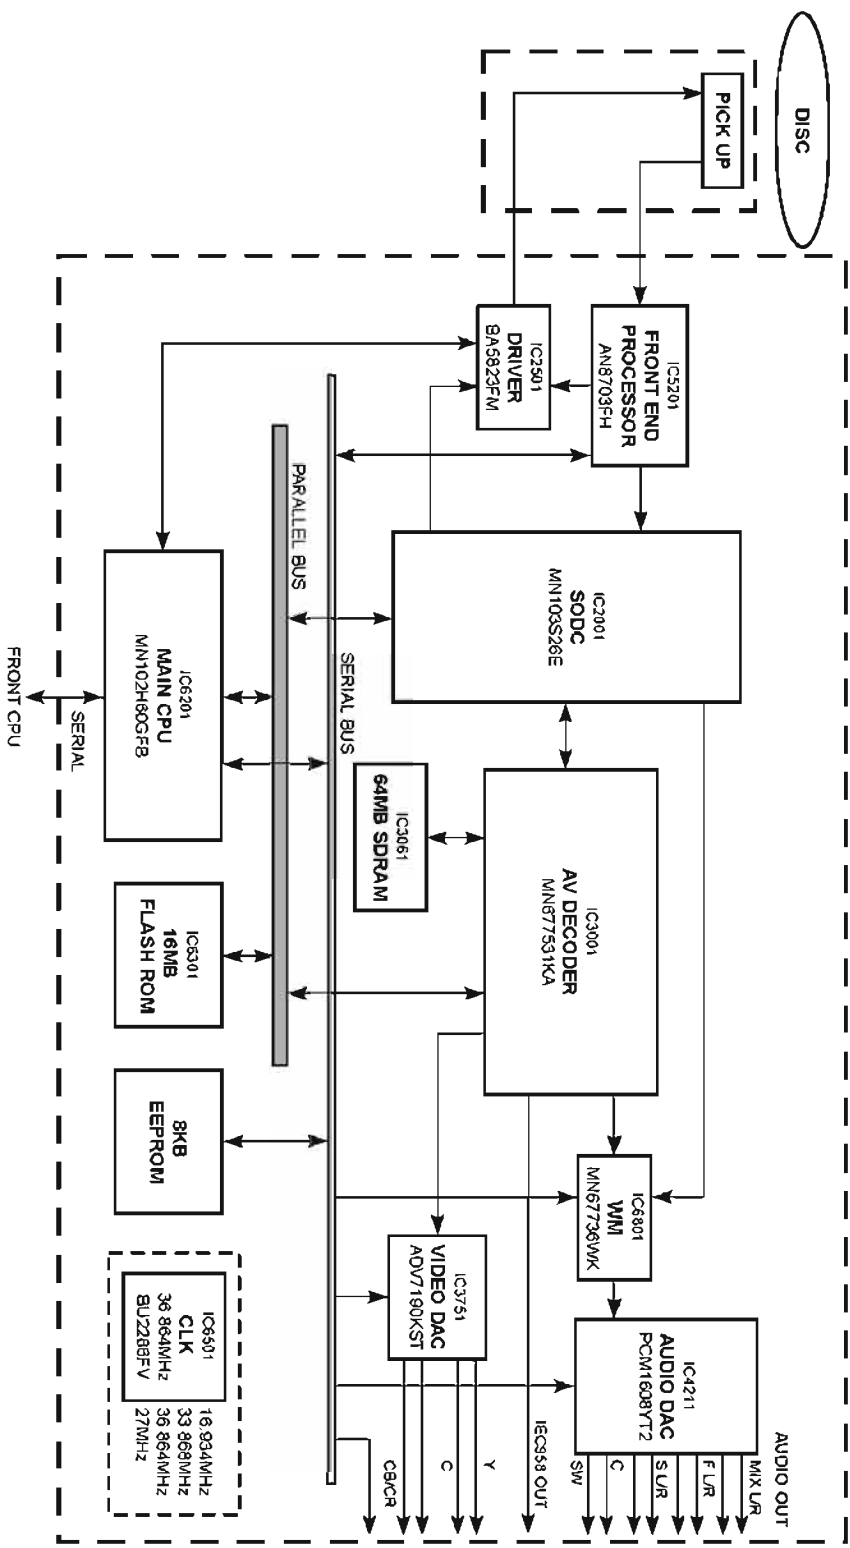 DISC
PICK UP
IC5201
FRONT END
PROCESSOR
AN8703FH
IC2501
DRIVER
BA5823FM
IC2001
SODC
MN103S26E
PARALLEL BUS
SERIAL BUS
IC6201
MAIN CPU
MN102H60GFB
SERIAL
FRONT CPU
IC3061
64MB SDRAM
IC3001
AV DECODER
MN677531KA
IC6301
16MB
FLASH ROM
8KB
EEPROM
IC6801
WM
MN67736WK
IC3751
VIDEO DAC
ADV7190KST
IC4211
AUDIO DAC
PCM1608YT2
IC6501
CLK
36 864MHz
BU2288FV
16.934MHz
33 868MHz
36 864MHz
27MHz
AUDIO OUT
MIX L/R
F L/R
S L/R
C
SW
IEC958 OUT
Y
C
CB/CR